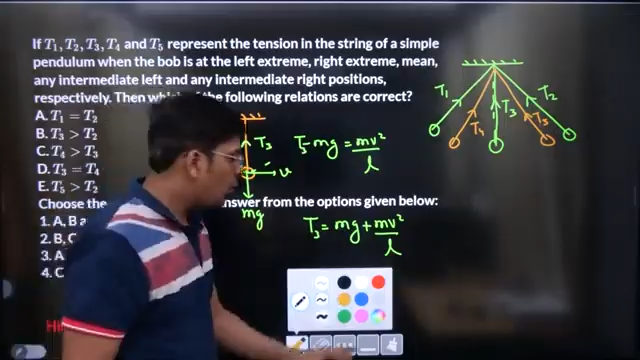 If T₁, T₂, T₃, T₄ and T₅ represent the tension in the string of a simple
pendulum when the bob is at the left extreme, right extreme, mean,
any intermediate left and any intermediate right positions,
respectively. Then which of the following relations are correct?
A. T₁ = T₂
B. T₃ > T₂
C. T₄ > T₃
D. T₃ = T₄
E. T₅ > T₂
Choose the answer from the options given below:
1. A, B
2. B, C
3. A
4. C
T₃
v
mg
T₃ - mg = mv²/l
T₃ = mg + mv²/l
T₁
T₄
T₃
T₅
T₂